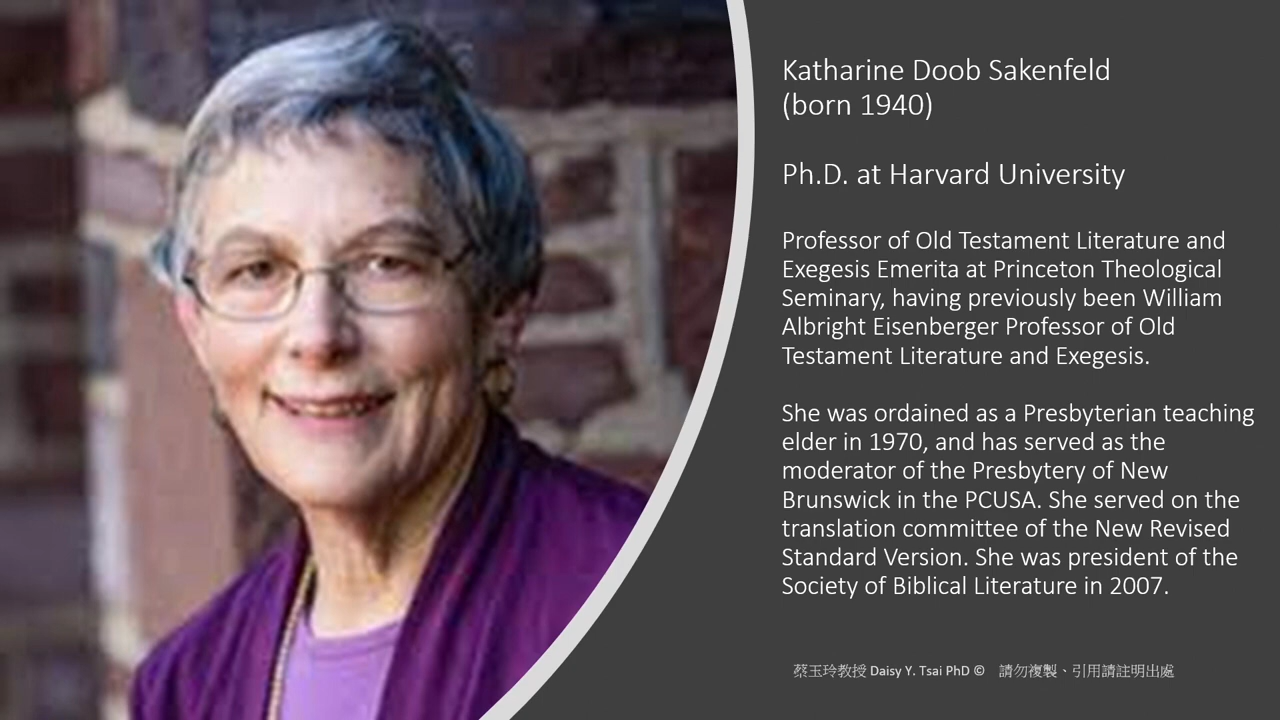 Katharine Doob Sakenfeld
(born 1940)
Ph.D. at Harvard University
Professor of Old Testament Literature and
Exegesis Emerita at Princeton Theological
Seminary, having previously been William
Albright Eisenberger Professor of Old
Testament Literature and Exegesis.
She was ordained as a Presbyterian teaching
elder in 1970, and has served as the
moderator of the Presbytery of New
Brunswick in the PCUSA. She served on the
translation committee of the New Revised
Standard Version. She was president of the
Society of Biblical Literature in 2007.
蔡玉玲教授 Daisy Y. Tsai PhD © 請勿複製、引用請註明出處